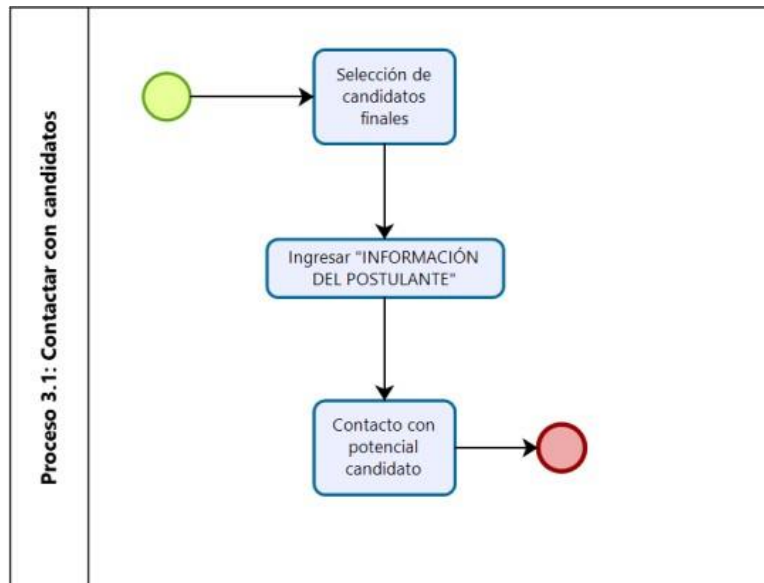 Proceso 3.1: Contactar con candidatos
Selección de
candidatos
finales
Ingresar "INFORMACIÓN
DEL POSTULANTE"
Contacto con
potencial
candidato